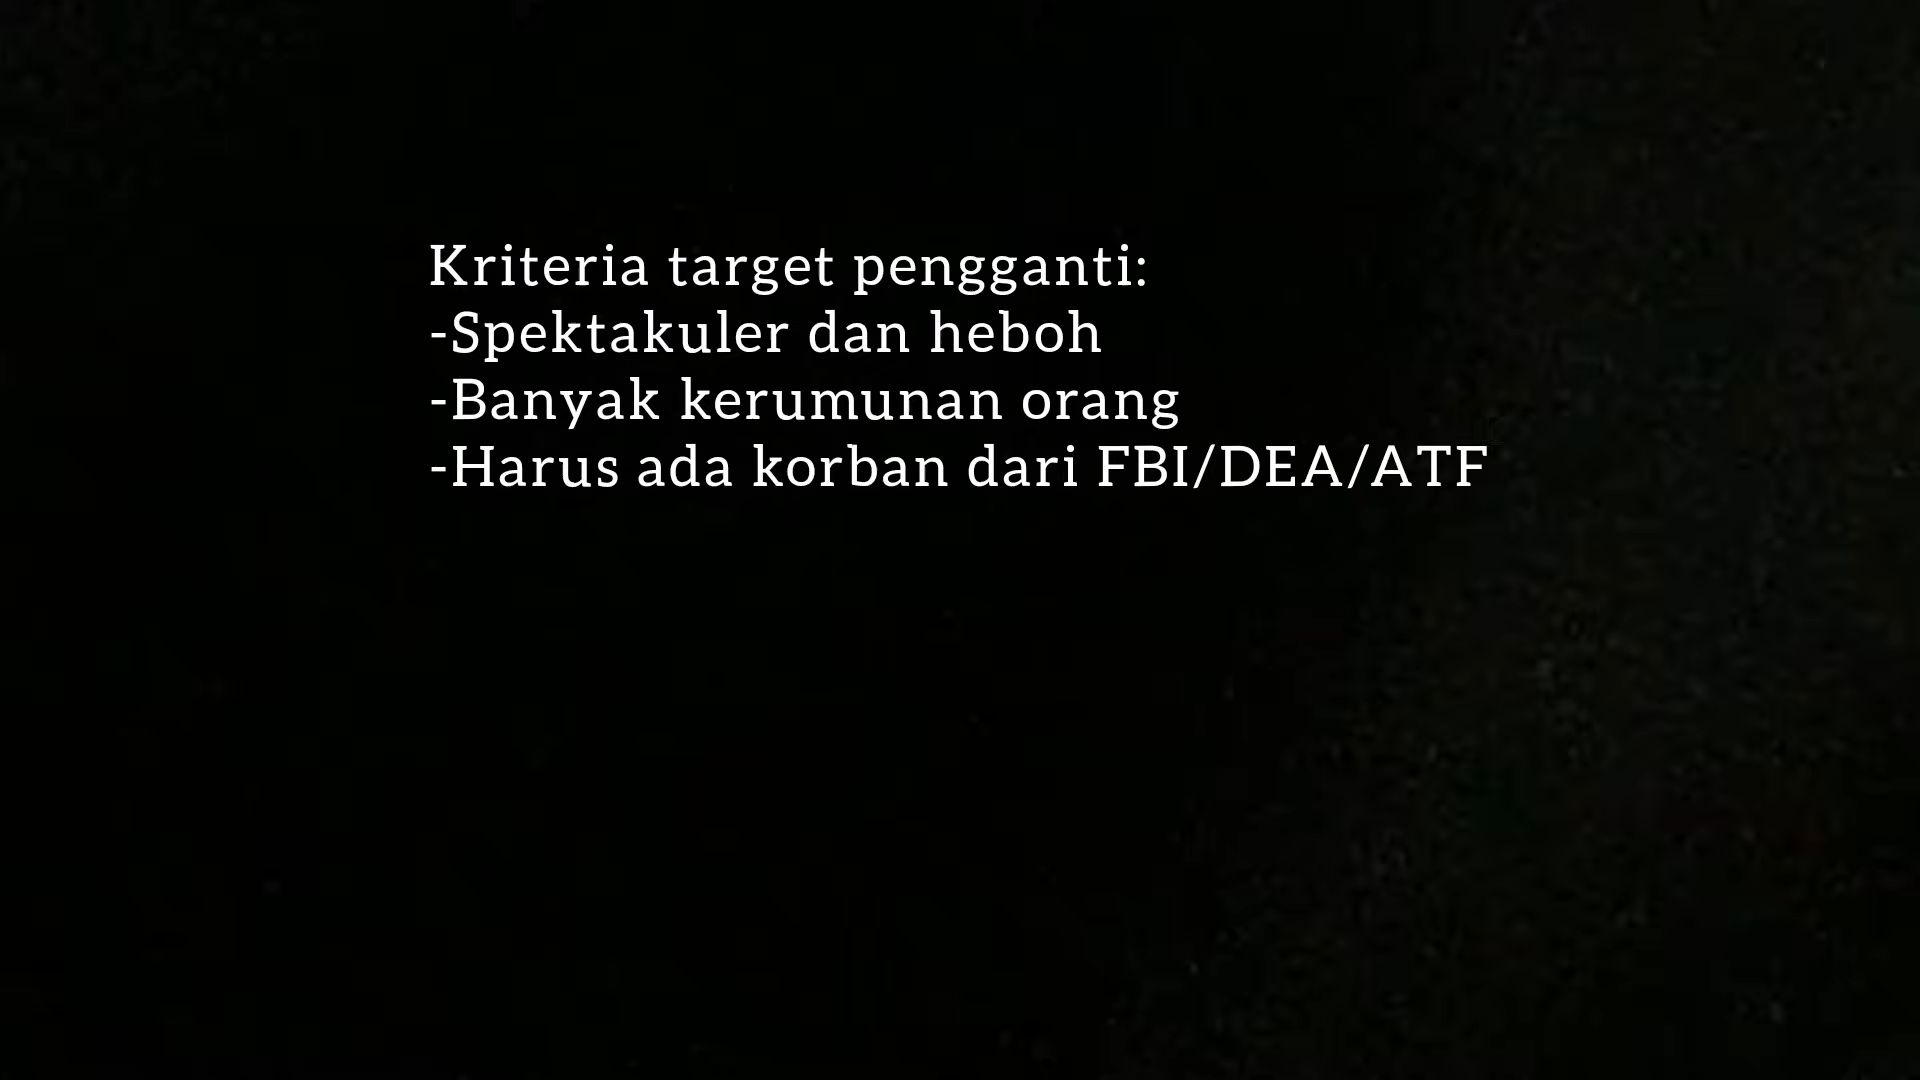 Kriteria target pengganti:
-Spektakuler dan heboh
-Banyak kerumunan orang
-Harus ada korban dari FBI/DEA/ATF